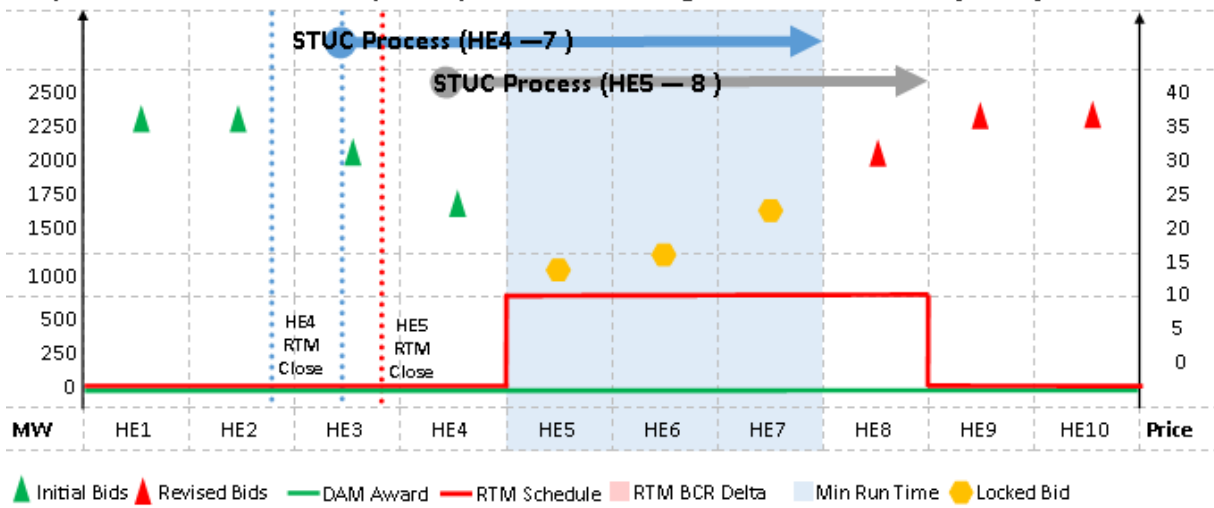 STUC Process (HE4 —7 )
STUC Process (HE5 — 8 )
2500
2250
2000
1750
1500
1000
500
250
0
40
35
30
25
20
15
10
5
0
HE4
RTM
Close
HE5
RTM
Close
MW HE1 HE2 HE3 HE4 HE5 HE6 HE7 HE8 HE9 HE10 Price
Initial Bids Revised Bids DAM Award RTM Schedule RTM BCR Delta Min Run Time Locked Bid